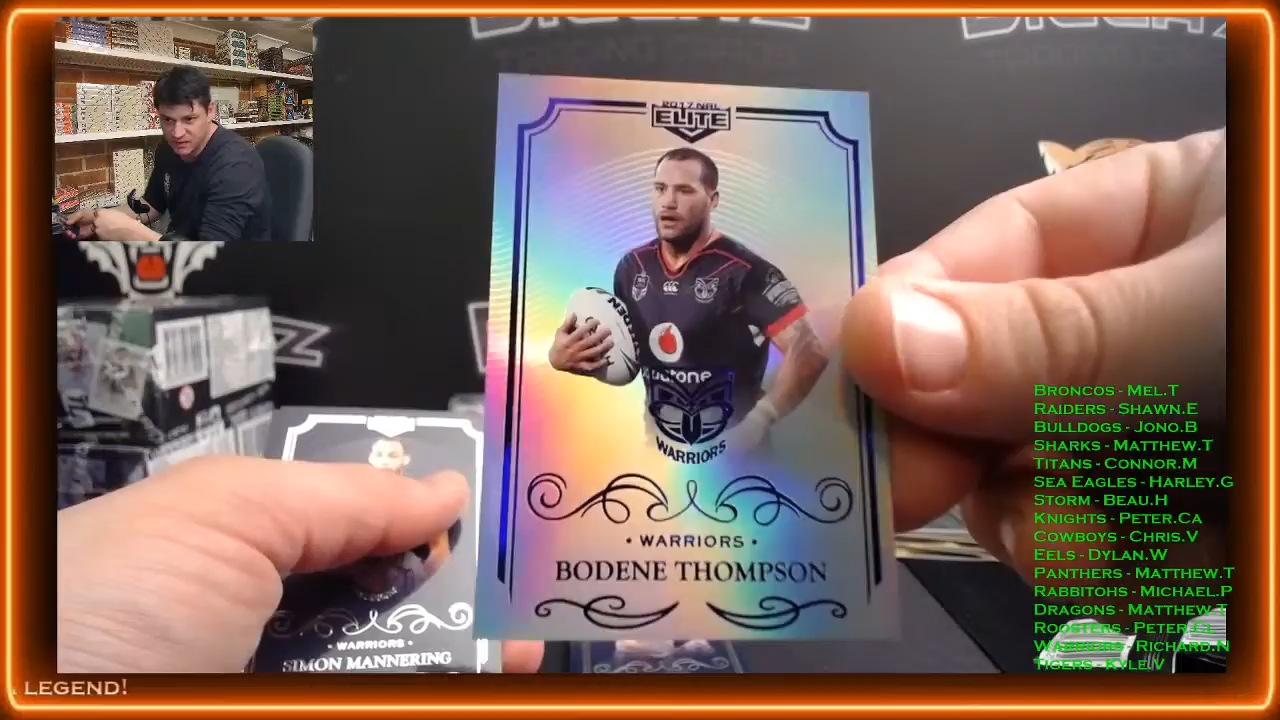 2017 NRL
ELITE
WARRIORS
• WARRIORS •
BODENE THOMPSON
• WARRIORS •
SIMON MANNERING
BRONCOS - MEL.T
RAIDERS - SHAWN.E
BULLDOGS - JONO.B
SHARKS - MATTHEW.T
TITANS - CONNOR.M
SEA EAGLES - HARLEY.G
STORM - BEAU.H
KNIGHTS - PETER.CA
COWBOYS - CHRIS.V
EELS - DYLAN.W
PANTHERS - MATTHEW.T
RABBITOHS - MICHAEL.P
DRAGONS - MATTHEW.T
ROOSTERS - PETER
WARRIORS - RICHARD.N
TIGERS - KYLE.V
LEGEND!